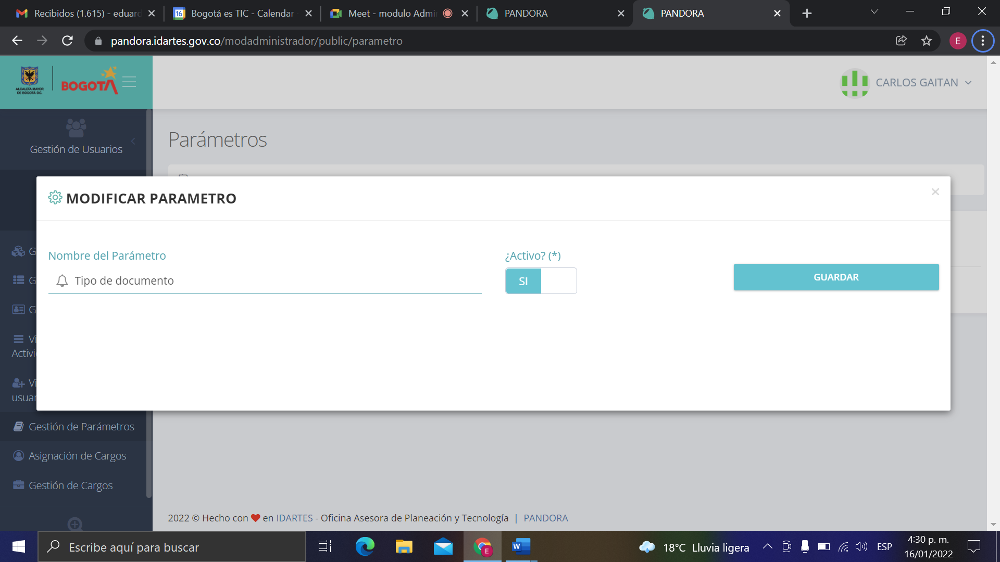 Recibidos (1.615) - eduard
Bogotá es TIC - Calendar
Meet - modulo Admi
PANDORA
PANDORA
pandora.idartes.gov.co/modadministrador/public/parametro
E
ALCALDÍA MAYOR
DE BOGOTÁ D.C.
BOGOTÁ
CARLOS GAITAN
Gestión de Usuarios
Parámetros
MODIFICAR PARAMETRO
Nombre del Parámetro
¿Activo? (*)
Tipo de documento
SI
GUARDAR
G
G
G
Vi
Activi
Vi
usuar
Gestión de Parámetros
Asignación de Cargos
Gestión de Cargos
2022 © Hecho con ❤ en IDARTES - Oficina Asesora de Planeación y Tecnología | PANDORA
Escribe aquí para buscar
18°C Lluvia ligera
ESP
4:30 p. m.
16/01/2022